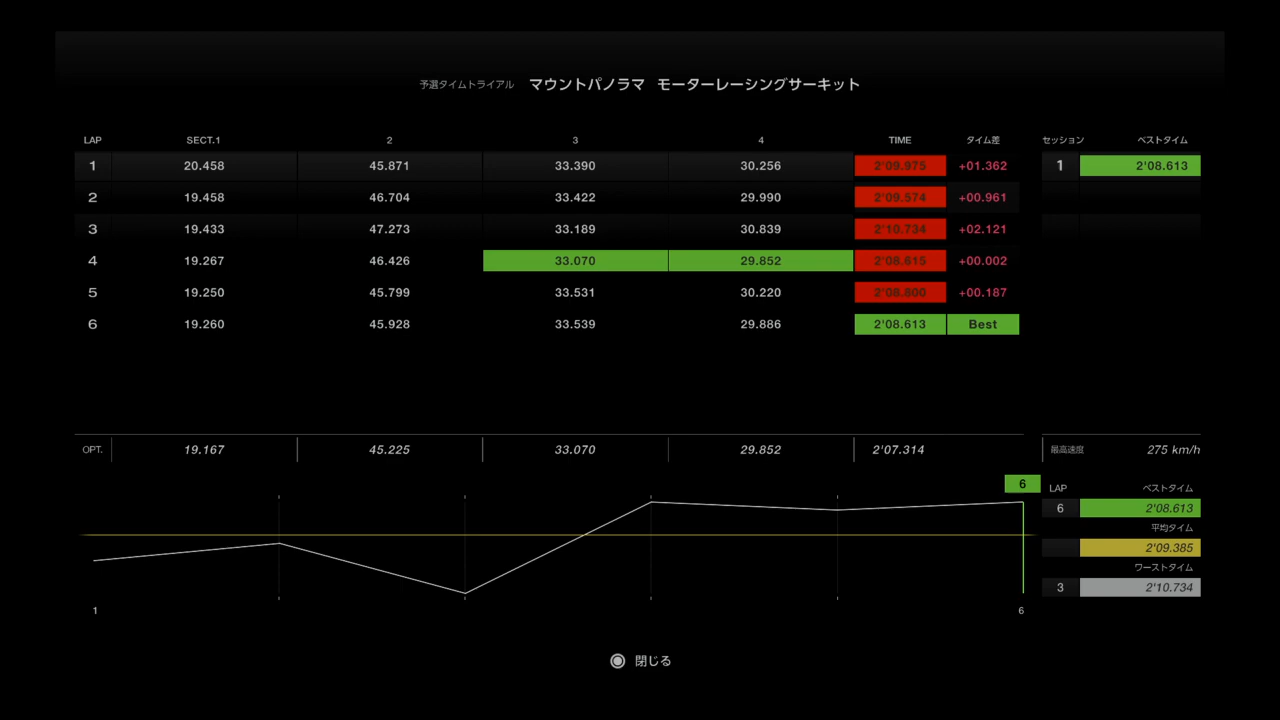 予選タイムトライアル マウントパノラマ モーターレーシングサーキット
LAP SECT.1 2 3 4 TIME タイム差 セッション ベストタイム
1 20.458 45.871 33.390 30.256 2'09.975 +01.362 1 2'08.613
2 19.458 46.704 33.422 29.990 2'09.574 +00.961
3 19.433 47.273 33.189 30.839 2'10.734 +02.121
4 19.267 46.426 33.070 29.852 2'08.615 +00.002
5 19.250 45.799 33.531 30.220 2'08.800 +00.187
6 19.260 45.928 33.539 29.886 2'08.613 Best
OPT. 19.167 45.225 33.070 29.852 2'07.314 最高速度 275 km/h
6 LAP ベストタイム
6 2'08.613
平均タイム
2'09.385
ワーストタイム
3 2'10.734
1 6
閉じる